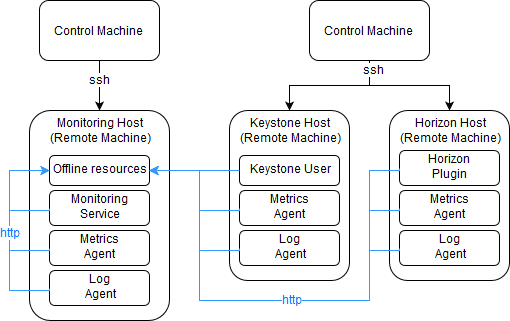 Control Machine
ssh
Monitoring Host
(Remote Machine)
Offline resources
Monitoring
Service
Metrics
Agent
Log
Agent
http
Control Machine
ssh
Keystone Host
(Remote Machine)
Keystone User
Metrics
Agent
Log
Agent
Horizon Host
(Remote Machine)
Horizon
Plugin
Metrics
Agent
Log
Agent
http